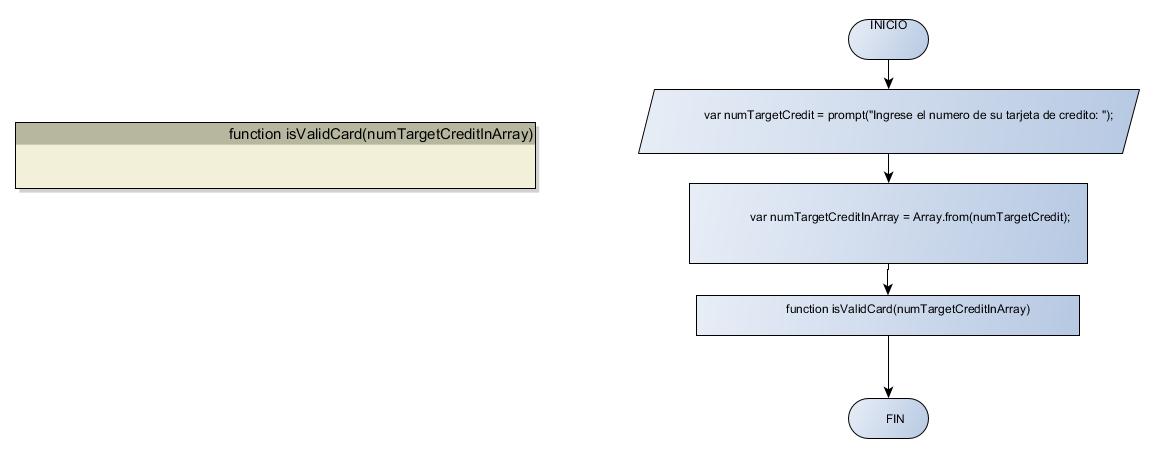 function isValidCard(numTargetCreditInArray)
INICIO
var numTargetCredit = prompt("Ingrese el numero de su tarjeta de credito: ");
var numTargetCreditInArray = Array.from(numTargetCredit);
function isValidCard(numTargetCreditInArray)
FIN